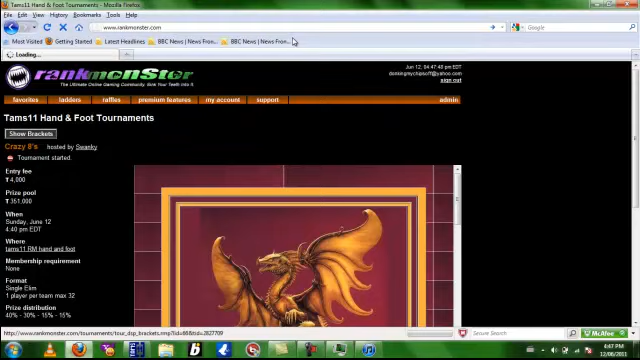 Tams11 Hand & Foot Tournaments - Mozilla Firefox
File Edit View History Bookmarks Tools Help
www.rankmonster.com
Google
Most Visited Getting Started Latest Headlines BBC News | News Fron... BBC News | News Fron...
Loading...
rankmonster
The Ultimate Online Gaming Community. Sink Your Teeth Into It
Jun 12, 04:47:48 pm EDT
donkingmychipsoff@yahoo.com
sign out
favorites ladders raffles premium features my account support admin
Tams11 Hand & Foot Tournaments
Show Brackets
Crazy 8's hosted by Swanky
Tournament started.
Entry fee
T 4,000
Prize pool
T 351,000
When
Sunday, June 12
4:40 pm EDT
Where
tams11 RM hand and foot
Membership requirement
None
Format
Single Elim
1 player per team max 32
Prize distribution
40% - 30% - 15% - 15%
Secure Search
McAfee
4:47 PM
12/06/2011